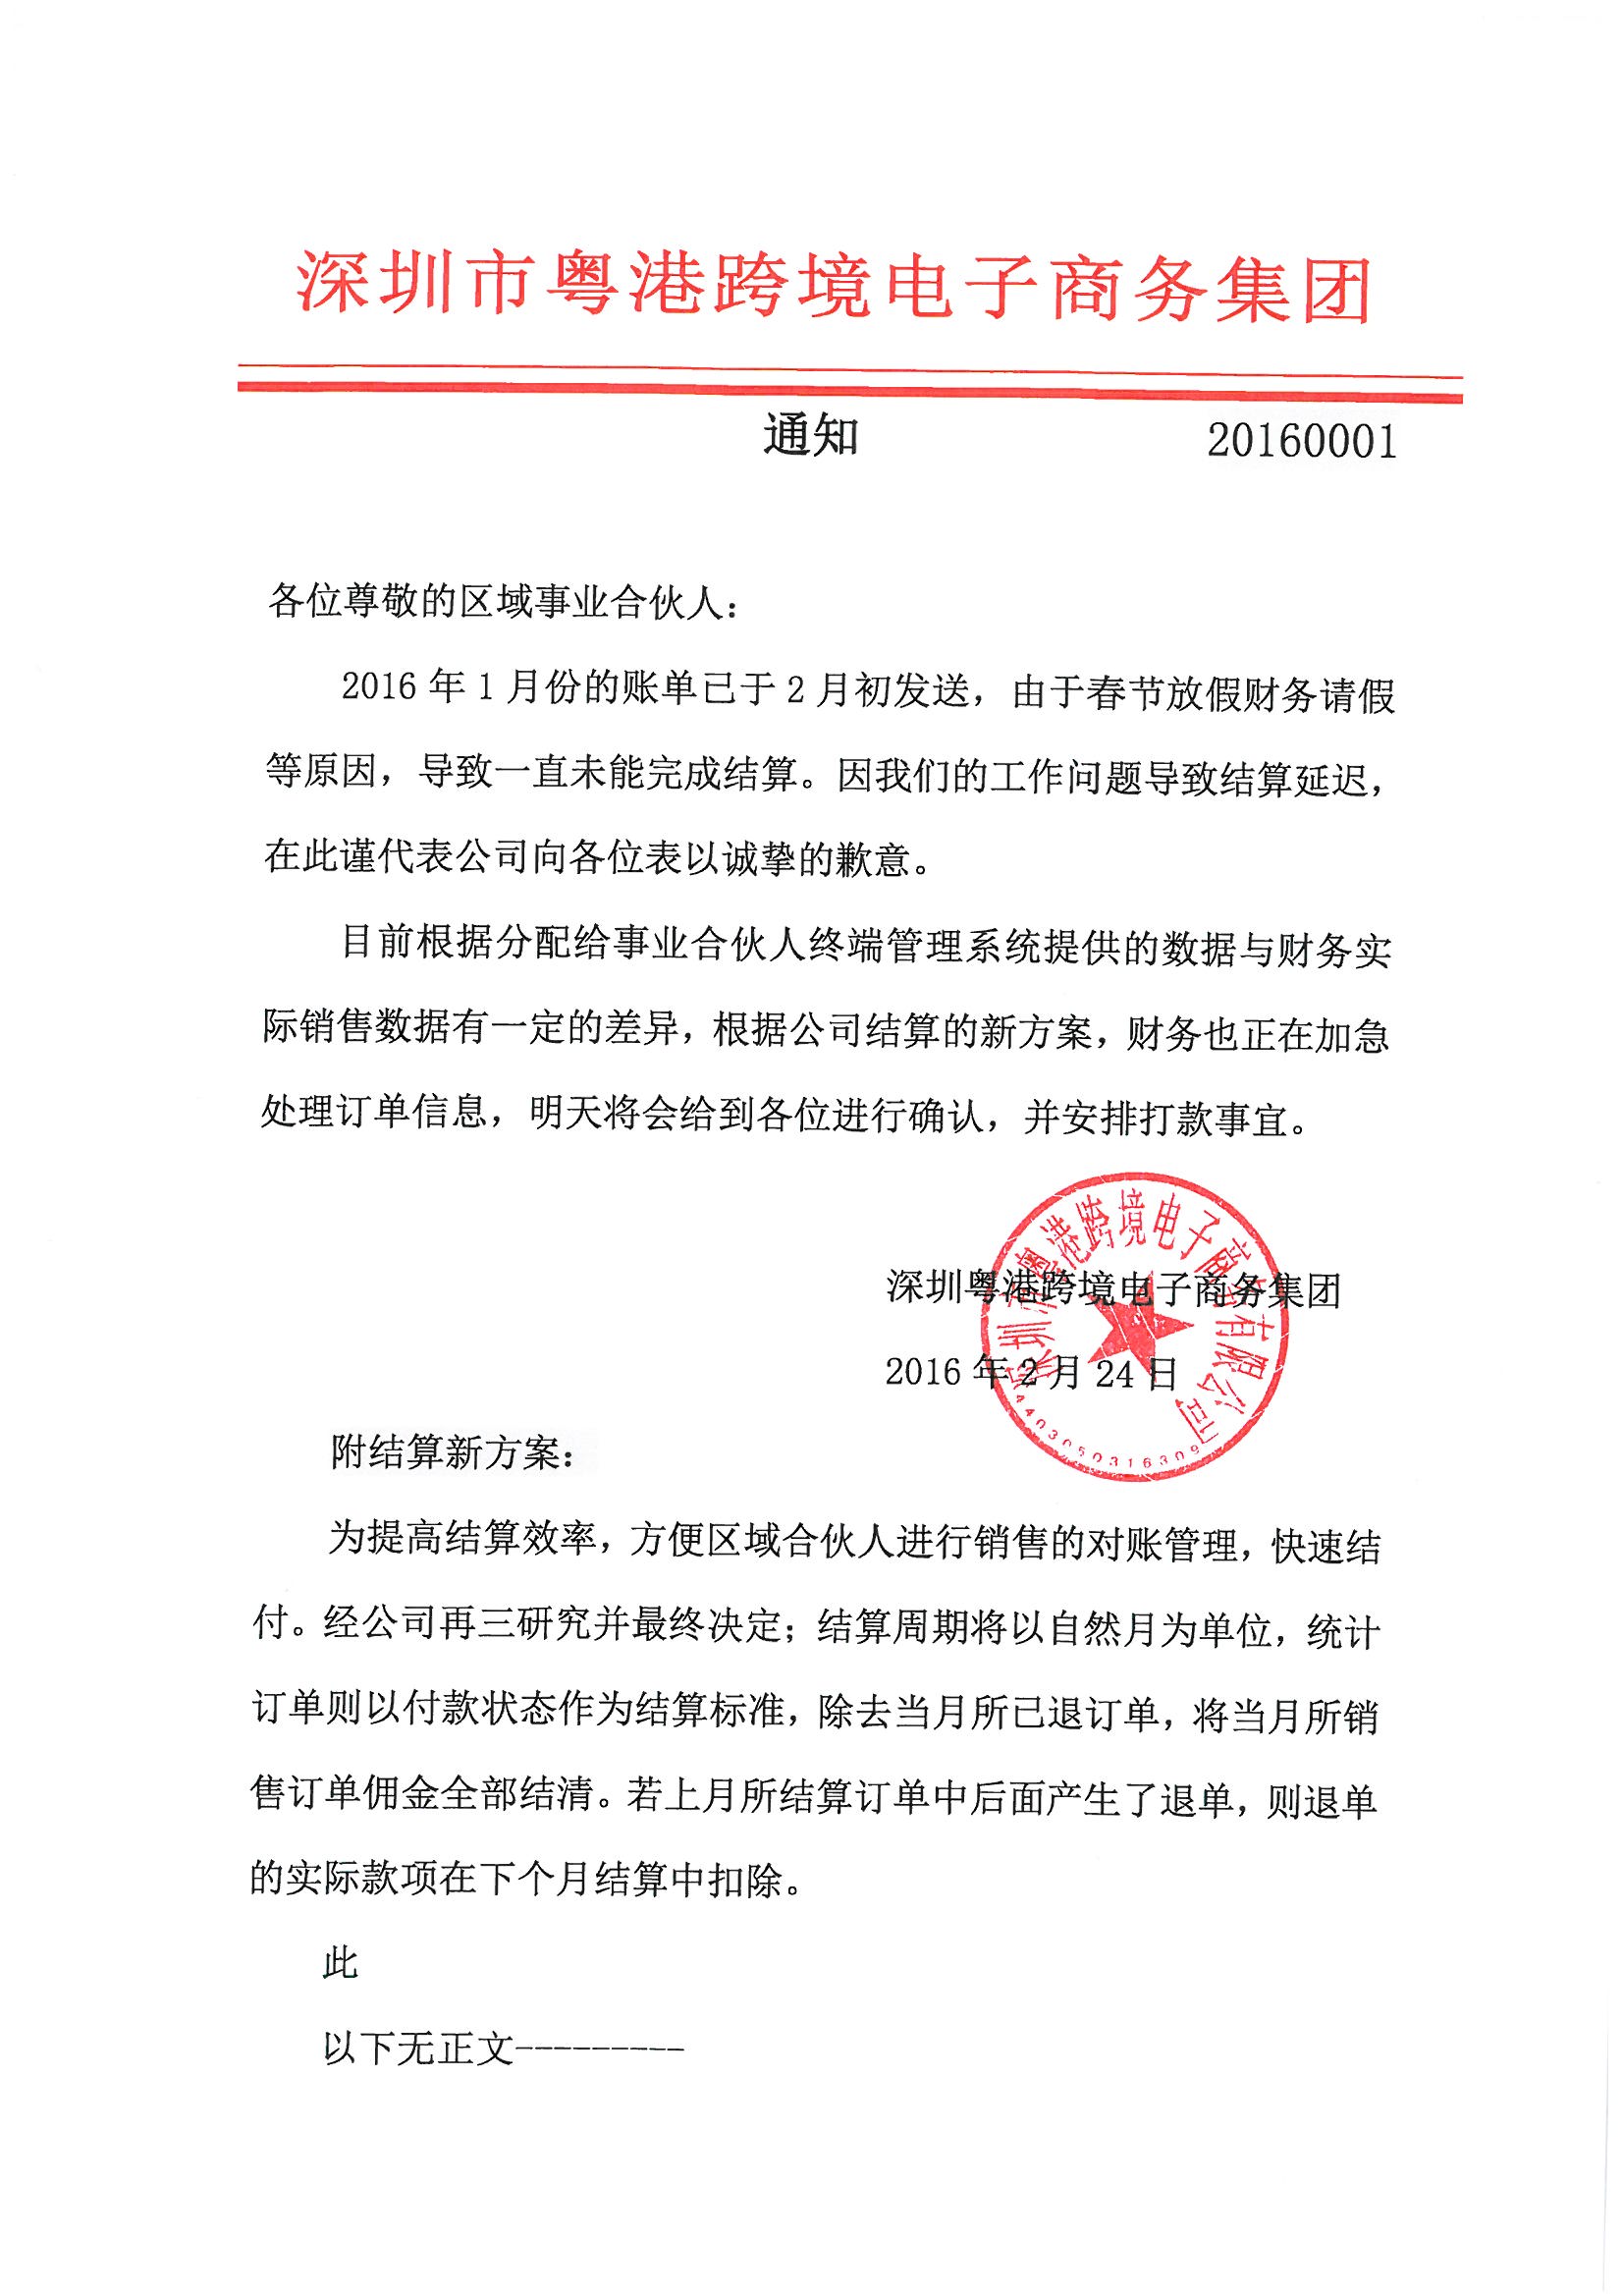 深圳市粤港跨境电子商务集团
通知 20160001
各位尊敬的区域事业合伙人：
2016 年 1 月份的账单已于 2 月初发送，由于春节放假财务请假
等原因，导致一直未能完成结算。因我们的工作问题导致结算延迟，
在此谨代表公司向各位表以诚挚的歉意。
目前根据分配给事业合伙人终端管理系统提供的数据与财务实
际销售数据有一定的差异，根据公司结算的新方案，财务也正在加急
处理订单信息，明天将会给到各位进行确认，并安排打款事宜。
深圳市粤港跨境电子商务有限公司
深圳粤港跨境电子商务集团
2016 年 2 月 24 日
4403050316309
附结算新方案：
为提高结算效率，方便区域合伙人进行销售的对账管理，快速结
付。经公司再三研究并最终决定；结算周期将以自然月为单位，统计
订单则以付款状态作为结算标准，除去当月所已退订单，将当月所销
售订单佣金全部结清。若上月所结算订单中后面产生了退单，则退单
的实际款项在下个月结算中扣除。
此
以下无正文---------